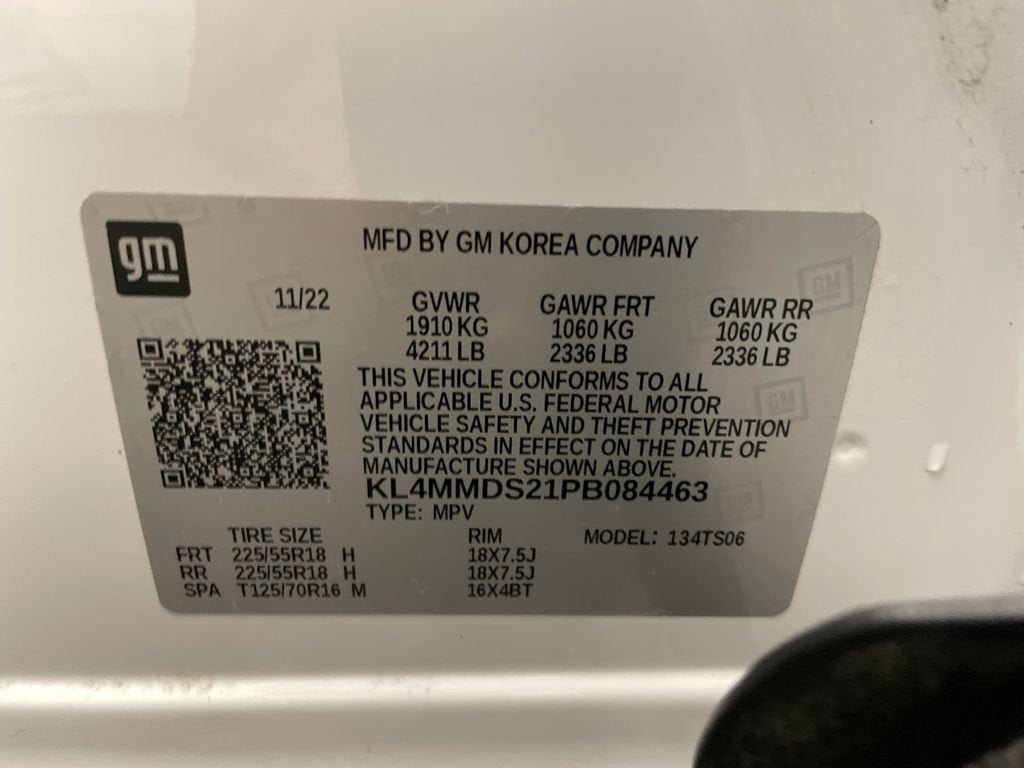 gm
MFD BY GM KOREA COMPANY
11/22 GVWR GAWR FRT GAWR RR
1910 KG 1060 KG 1060 KG
4211 LB 2336 LB 2336 LB
THIS VEHICLE CONFORMS TO ALL
APPLICABLE U.S. FEDERAL MOTOR
VEHICLE SAFETY AND THEFT PREVENTION
STANDARDS IN EFFECT ON THE DATE OF
MANUFACTURE SHOWN ABOVE.
KL4MMDS21PB084463
TYPE: MPV
TIRE SIZE RIM MODEL: 134TS06
FRT 225/55R18 H 18X7.5J
RR 225/55R18 H 18X7.5J
SPA T125/70R16 M 16X4BT
GM
GM
GM